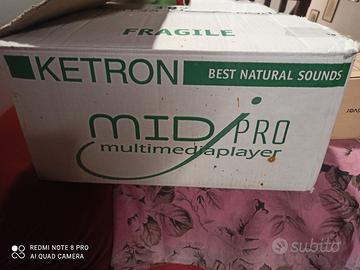 FRAGILE
KETRON
BEST NATURAL SOUNDS
MIDJPRO
multimediaplayer
subito
REDMI NOTE 8 PRO
AI QUAD CAMERA